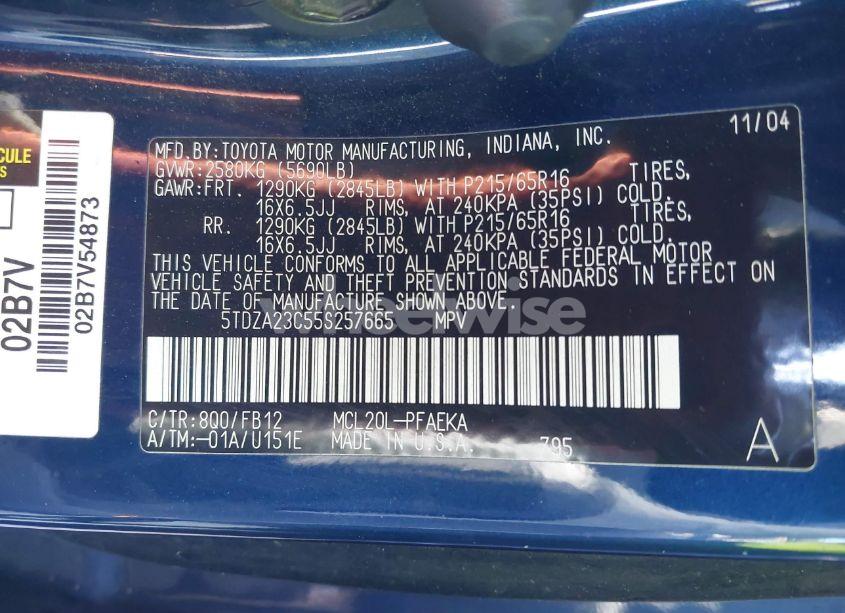 CULE
02B7V
02B7V54873
11/04
MFD.BY:TOYOTA MOTOR MANUFACTURING, INDIANA, INC.
GVWR:2580KG (5690LB)
GAWR:FRT. 1290KG (2845LB) WITH P215/65R16 TIRES,
16X6.5JJ RIMS, AT 240KPA (35PSI) COLD.
RR. 1290KG (2845LB) WITH P215/65R16 TIRES,
16X6.5JJ RIMS, AT 240KPA (35PSI) COLD.
THIS VEHICLE CONFORMS TO ALL APPLICABLE FEDERAL MOTOR
VEHICLE SAFETY AND THEFT PREVENTION STANDARDS IN EFFECT ON
THE DATE OF MANUFACTURE SHOWN ABOVE.
5TDZA23C55S257665 MPV
C/TR:8Q0/FB12 MCL20L-PFAEKA
A/TM:-01A/U151E MADE IN U.S.A. 795
A
wheelwise